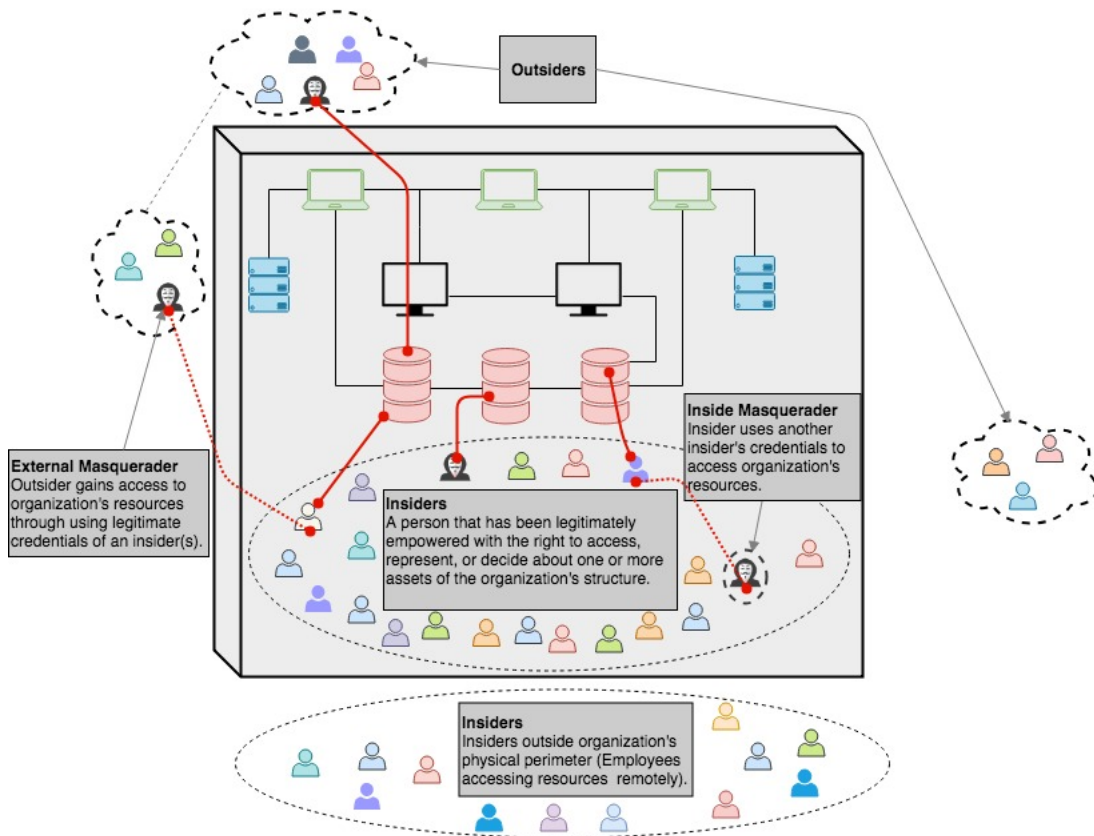 Outsiders
Inside Masquerader
Insider uses another
insider's credentials to
access organization's
resources.
External Masquerader
Outsider gains access to
organization's resources
through using legitimate
credentials of an insider(s).
Insiders
A person that has been legitimately
empowered with the right to access,
represent, or decide about one or more
assets of the organization's structure.
Insiders
Insiders outside organization's
physical perimeter (Employees
accessing resources remotely).